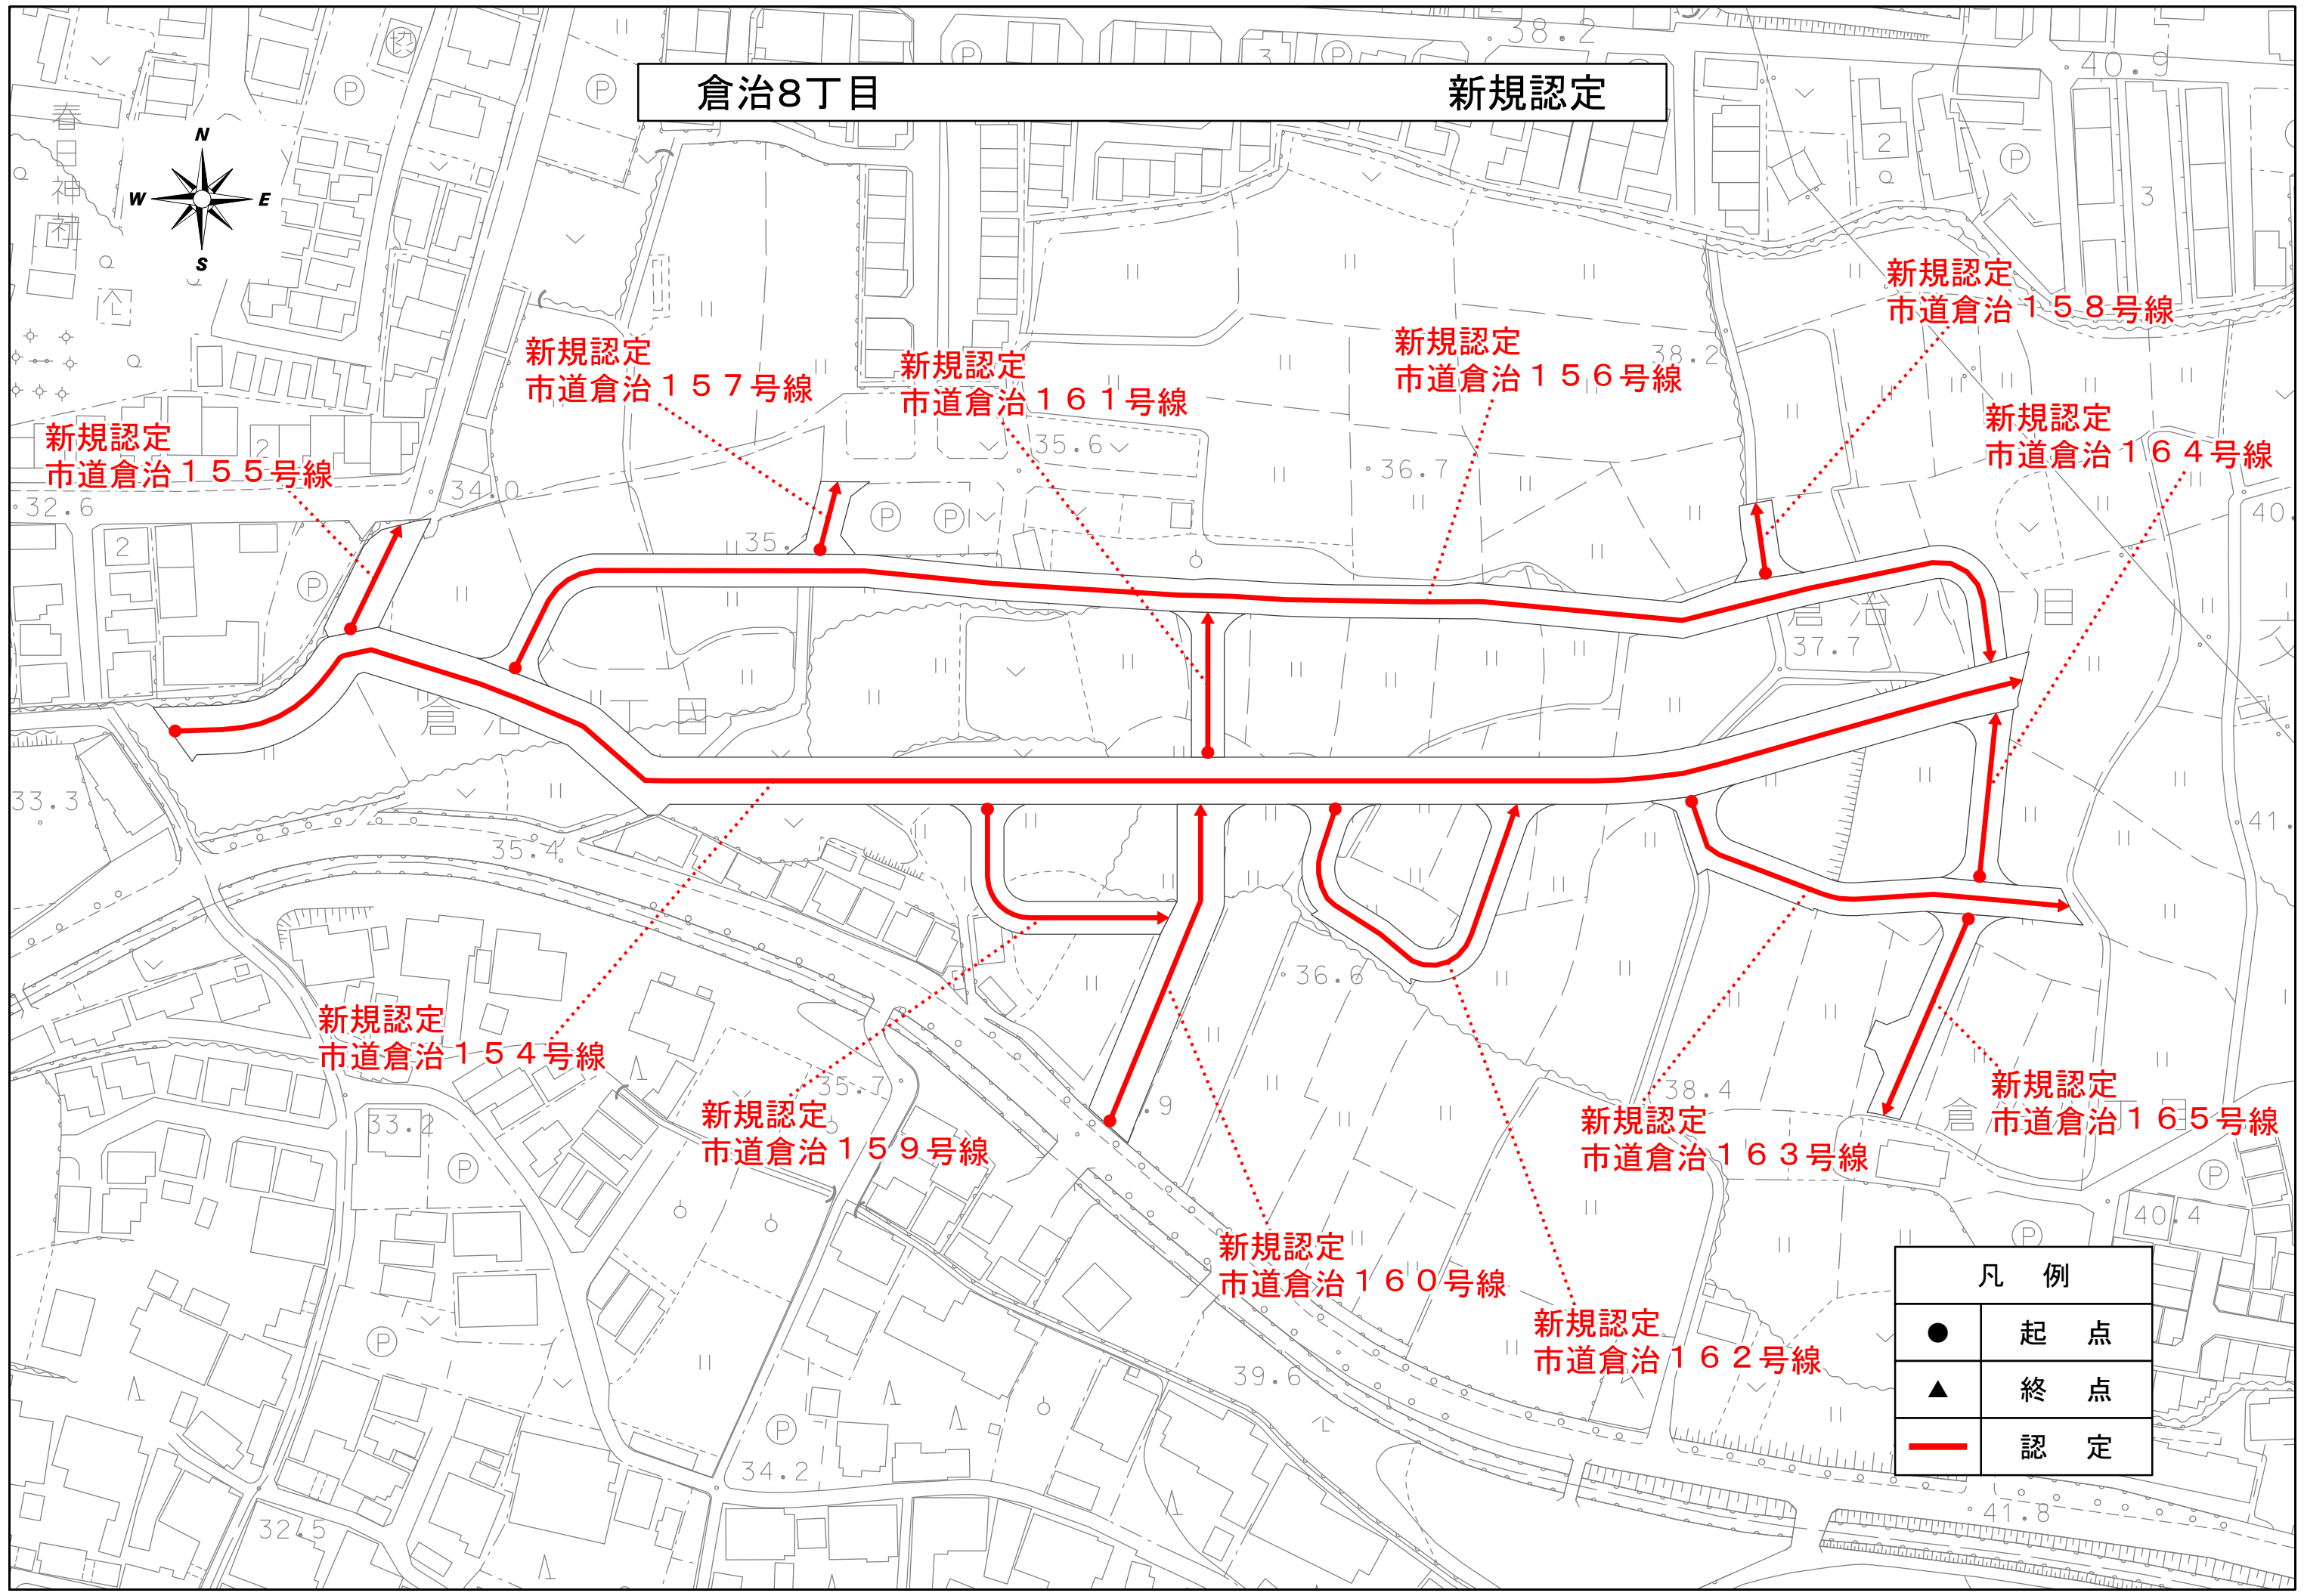 倉治8丁目 新規認定
38.2
40.9
3
2
3
春日神社
N
W E
S
新規認定
市道倉治158号線
新規認定
市道倉治157号線
新規認定
市道倉治161号線
新規認定
市道倉治156号線
38.2
新規認定
市道倉治155号線
新規認定
市道倉治164号線
2
35.6
36.7
34.0
32.6
2
35.
40.
37.7
33.3
35.4
41.
36.6
新規認定
市道倉治154号線
35.7
38.4
.9
新規認定
市道倉治159号線
新規認定
市道倉治163号線
新規認定
市道倉治165号線
33.2
40.4
新規認定
市道倉治160号線
新規認定
市道倉治162号線
39.6
凡 例
● 起 点
▲ 終 点
認 定
34.2
32.5
41.8